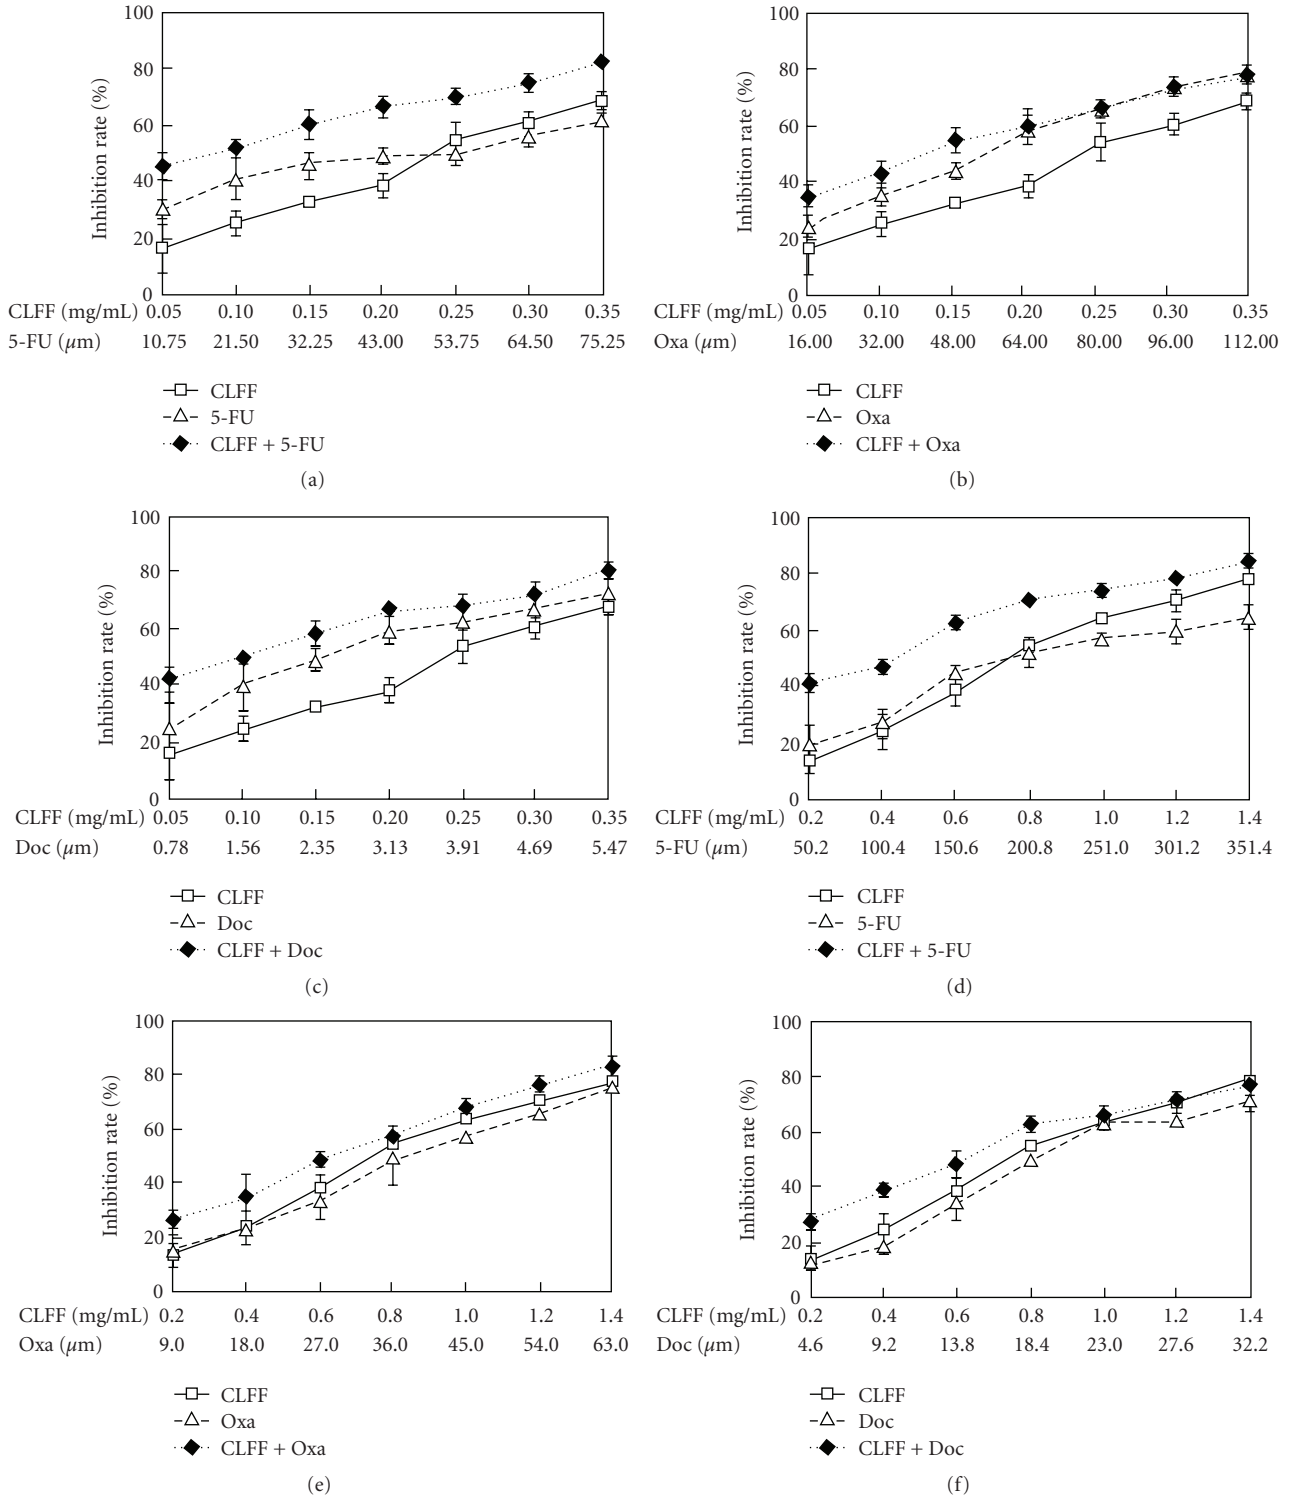 100
80
60
40
20
0
Inhibition rate (%)
CLFF (mg/mL) 0.05 0.10 0.15 0.20 0.25 0.30 0.35
5-FU (μm) 10.75 21.50 32.25 43.00 53.75 64.50 75.25
CLFF
5-FU
CLFF + 5-FU
(a)
100
80
60
40
20
0
Inhibition rate (%)
CLFF (mg/mL) 0.05 0.10 0.15 0.20 0.25 0.30 0.35
Oxa (μm) 16.00 32.00 48.00 64.00 80.00 96.00 112.00
CLFF
Oxa
CLFF + Oxa
(b)
100
80
60
40
20
0
Inhibition rate (%)
CLFF (mg/mL) 0.05 0.10 0.15 0.20 0.25 0.30 0.35
Doc (μm) 0.78 1.56 2.35 3.13 3.91 4.69 5.47
CLFF
Doc
CLFF + Doc
(c)
100
80
60
40
20
0
Inhibition rate (%)
CLFF (mg/mL) 0.2 0.4 0.6 0.8 1.0 1.2 1.4
5-FU (μm) 50.2 100.4 150.6 200.8 251.0 301.2 351.4
CLFF
5-FU
CLFF + 5-FU
(d)
100
80
60
40
20
0
Inhibition rate (%)
CLFF (mg/mL) 0.2 0.4 0.6 0.8 1.0 1.2 1.4
Oxa (μm) 9.0 18.0 27.0 36.0 45.0 54.0 63.0
CLFF
Oxa
CLFF + Oxa
(e)
100
80
60
40
20
0
Inhibition rate (%)
CLFF (mg/mL) 0.2 0.4 0.6 0.8 1.0 1.2 1.4
Doc (μm) 4.6 9.2 13.8 18.4 23.0 27.6 32.2
CLFF
Doc
CLFF + Doc
(f)